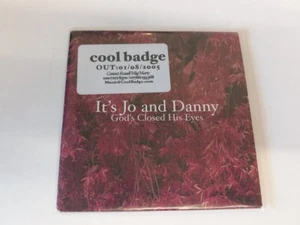 cool badge
OUT:01/08/2005
It's Jo and Danny
God's Closed His Eyes